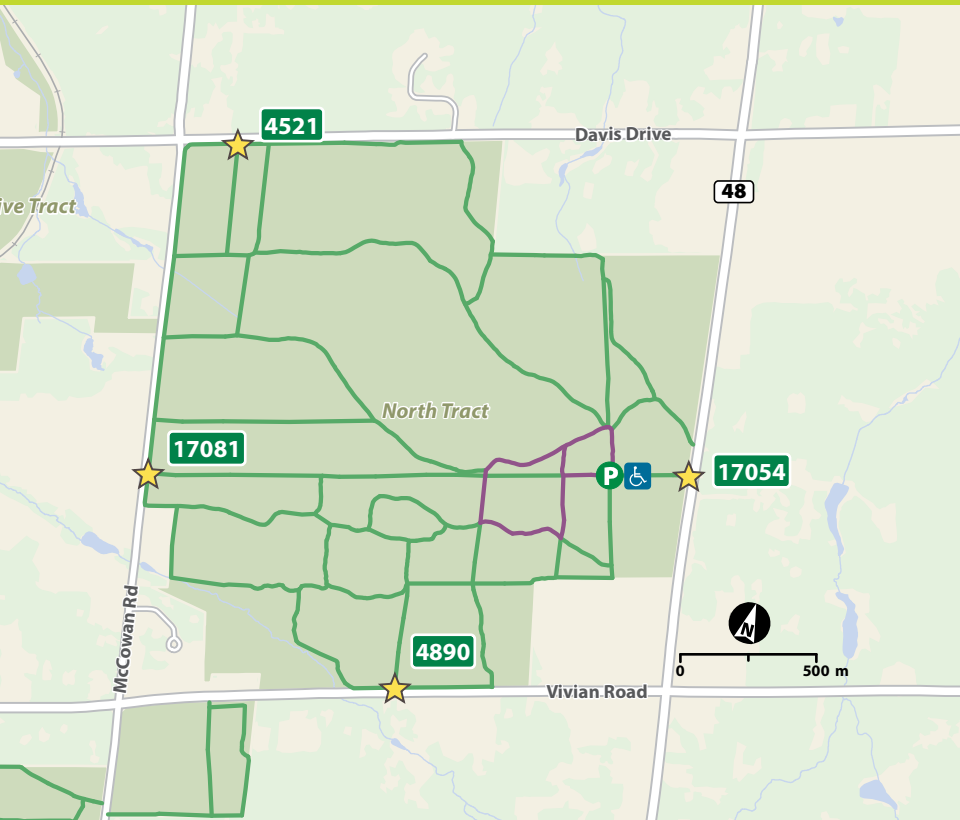 4521
Davis Drive
48
ive Tract
North Tract
17081
P
17054
McCowan Rd
N
4890
0 500 m
Vivian Road